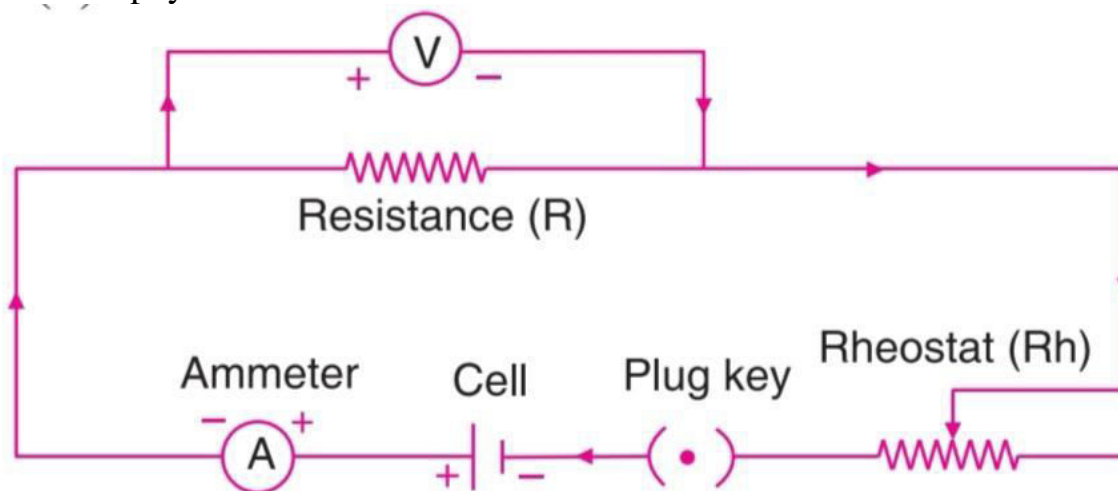 V
+ −
Resistance (R)
Rheostat (Rh)
Ammeter Cell Plug key
− +
A
+ −